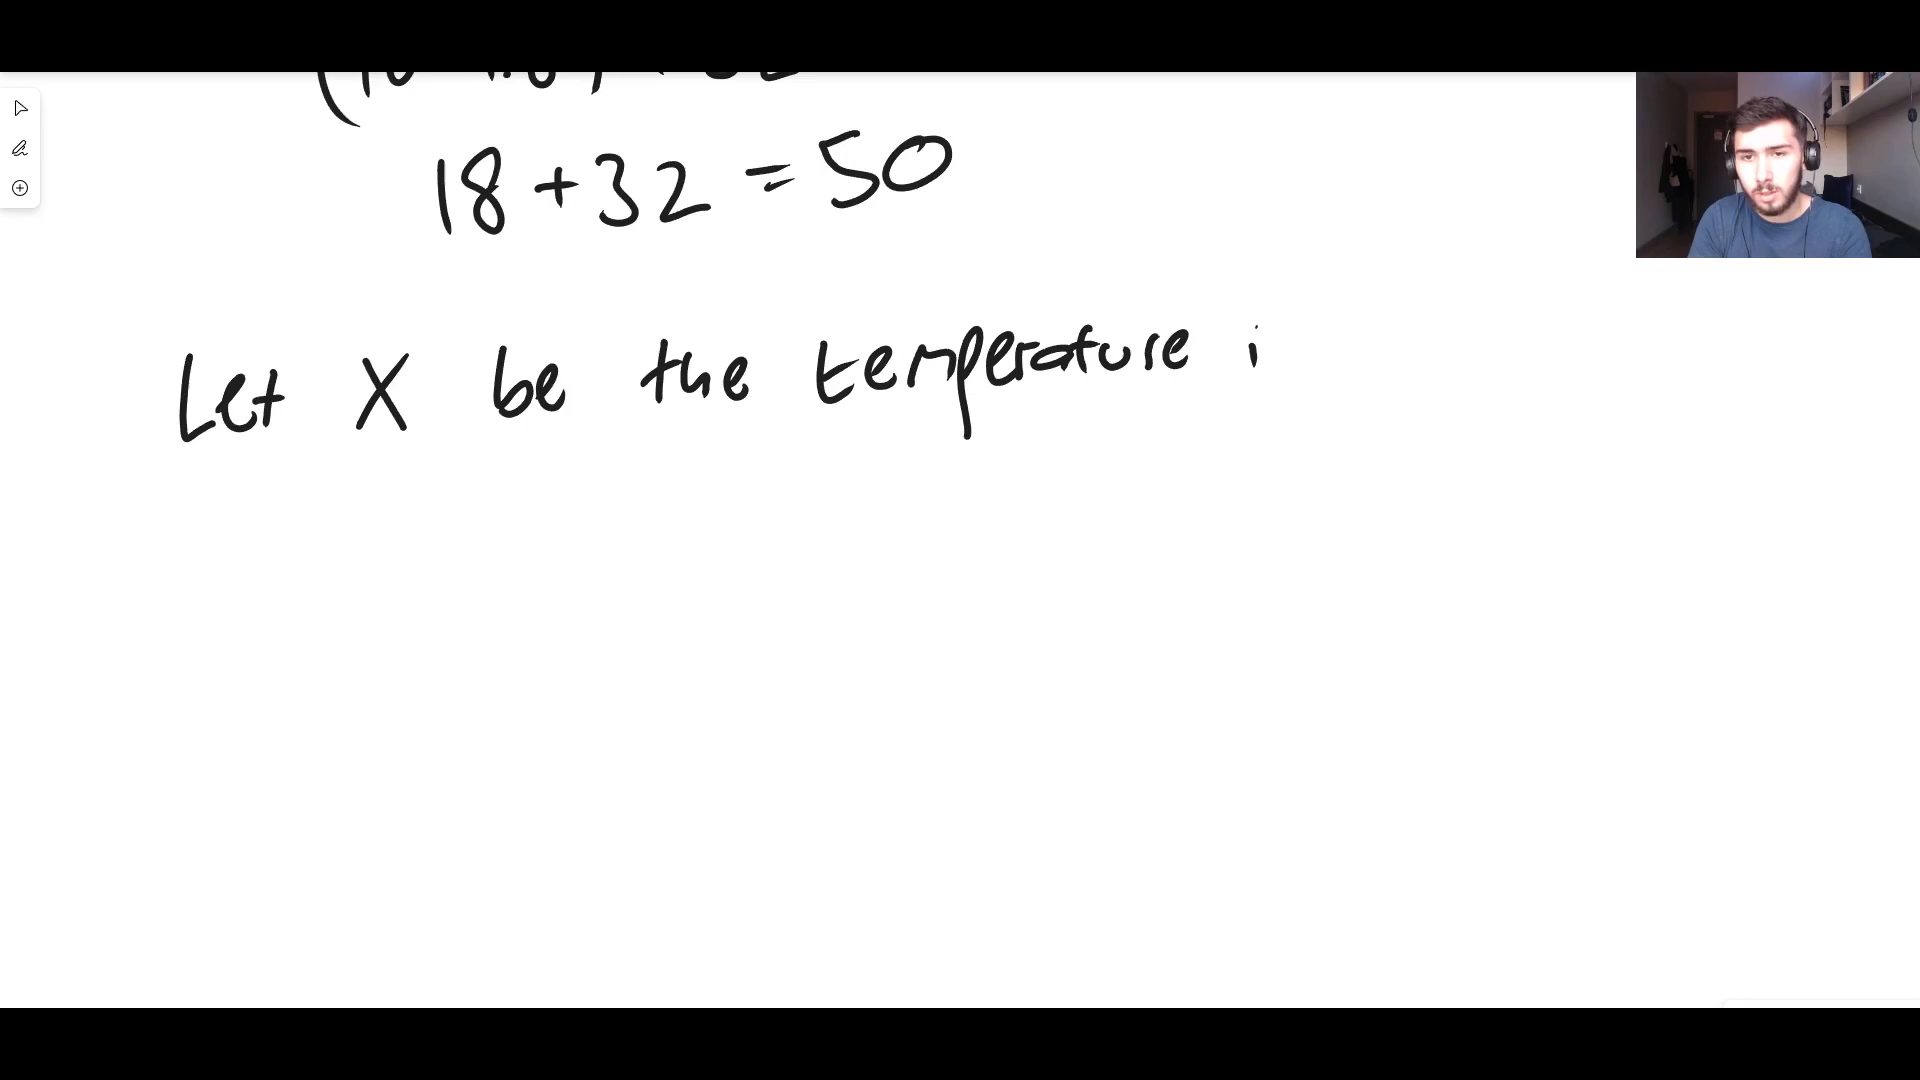 18 + 32 = 50
Let X be the temperature i